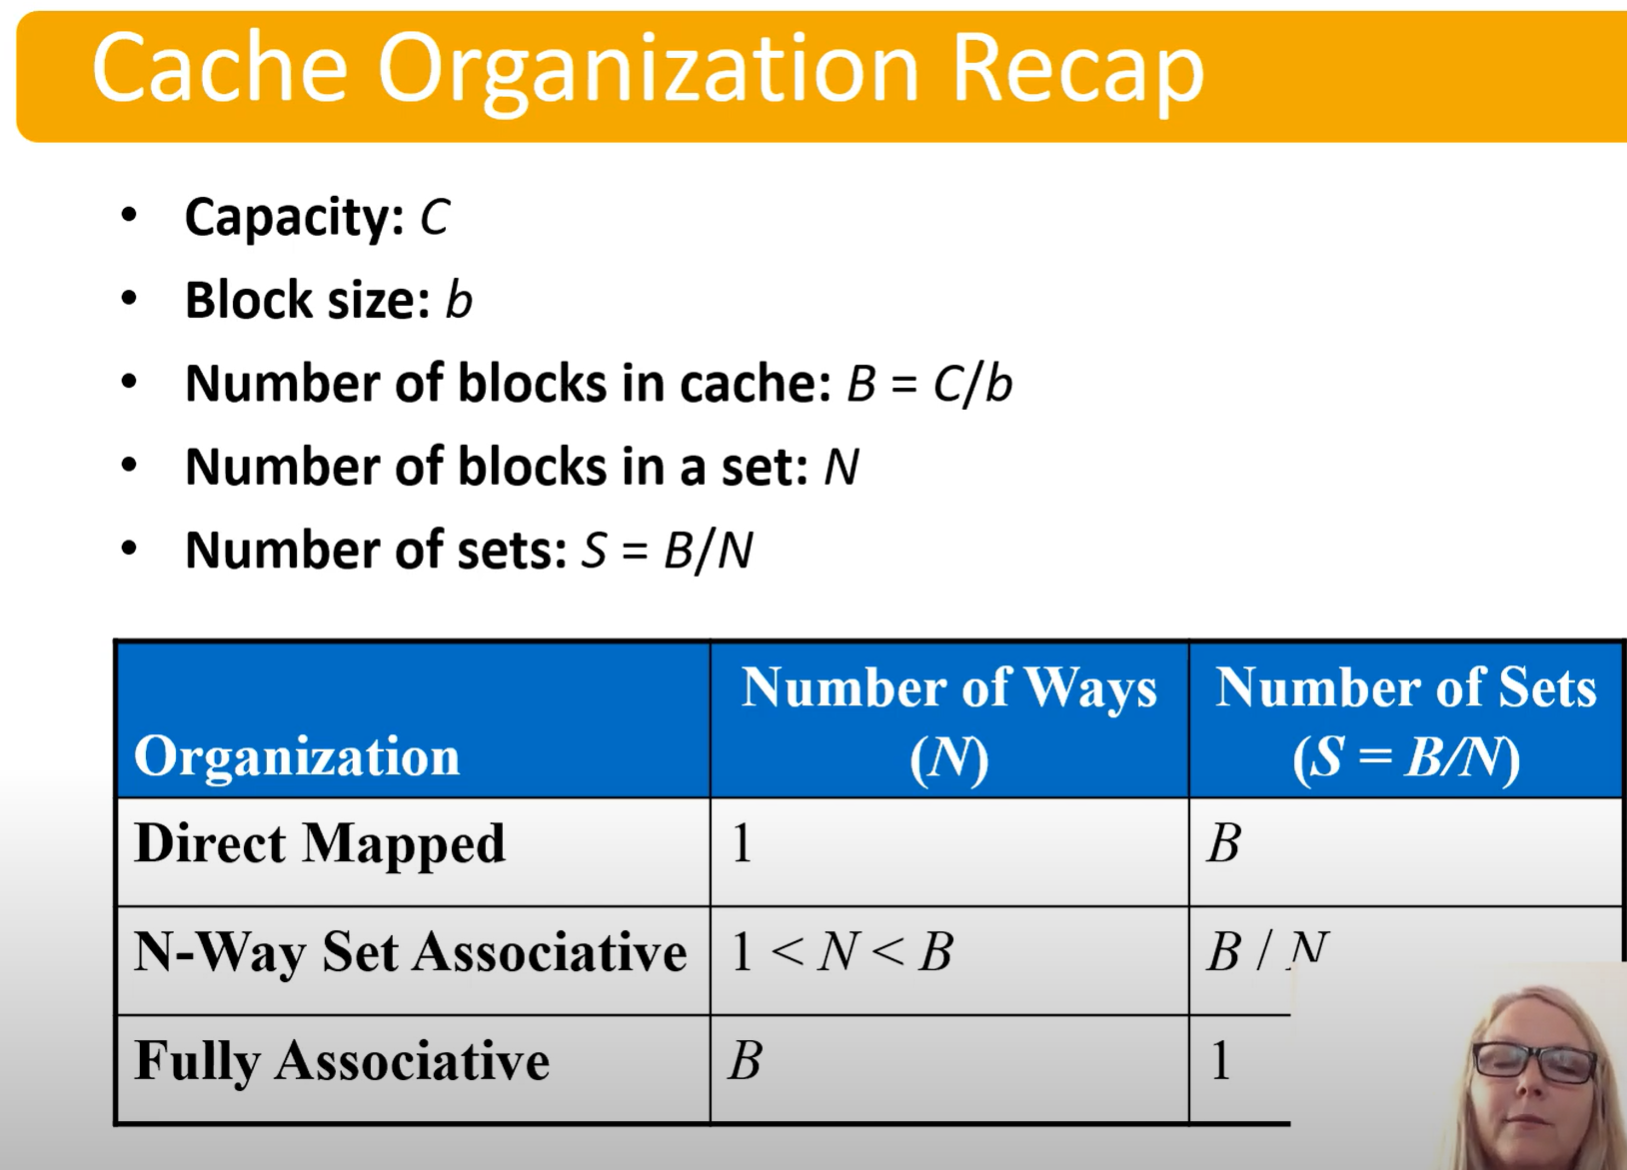 Cache Organization Recap
• Capacity: C
• Block size: b
• Number of blocks in cache: B = C/b
• Number of blocks in a set: N
• Number of sets: S = B/N
Organization Number of Ways (N) Number of Sets (S = B/N)
Direct Mapped 1 B
N-Way Set Associative 1 < N < B B / N
Fully Associative B 1